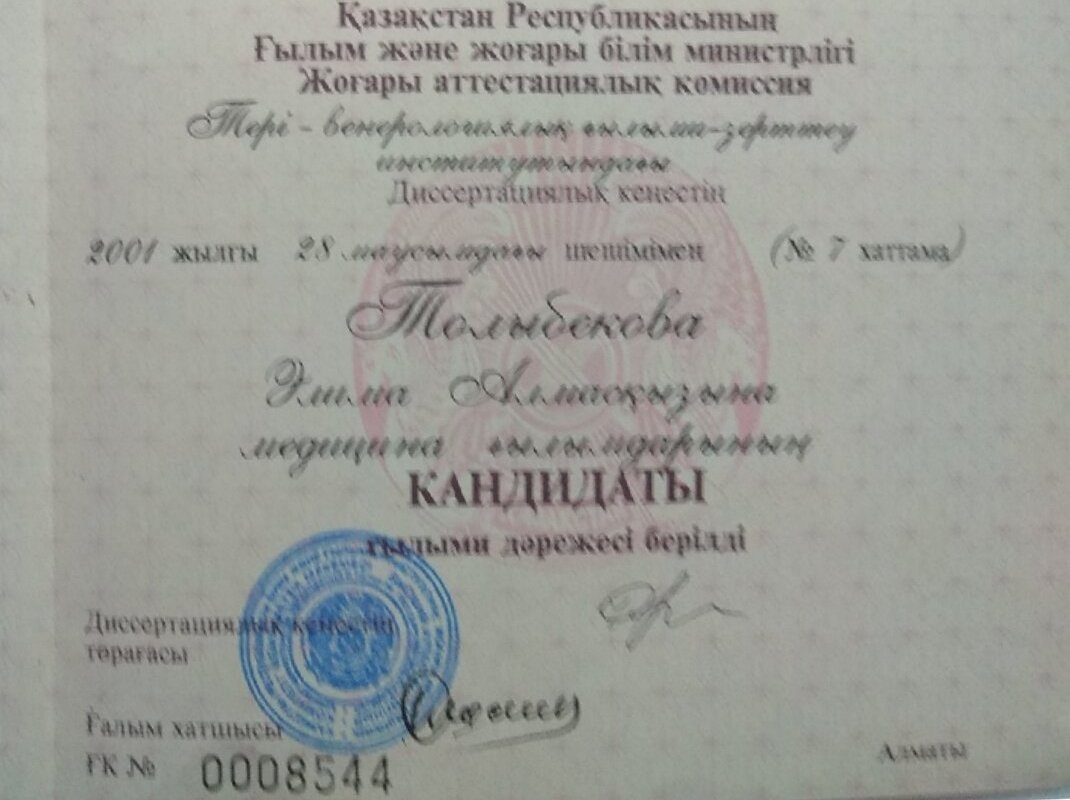 Қазақстан Республикасының
Ғылым және жоғары білім министрлігі
Жоғары аттестациялық комиссия
Тері - венерологиялық ғылыми-зерттеу
институтындағы
Диссертациялық кеңестің
2001 жылғы 28 маусымдағы шешімімен (№ 7 хаттама)
Толыбекова
Элима Алмасқызына
медицина ғылымдарының
КАНДИДАТЫ
ғылыми дәрежесі берілді
Диссертациялық кеңестің
төрағасы
Ғалым хатшысы
ҒК № 0008544
Алматы